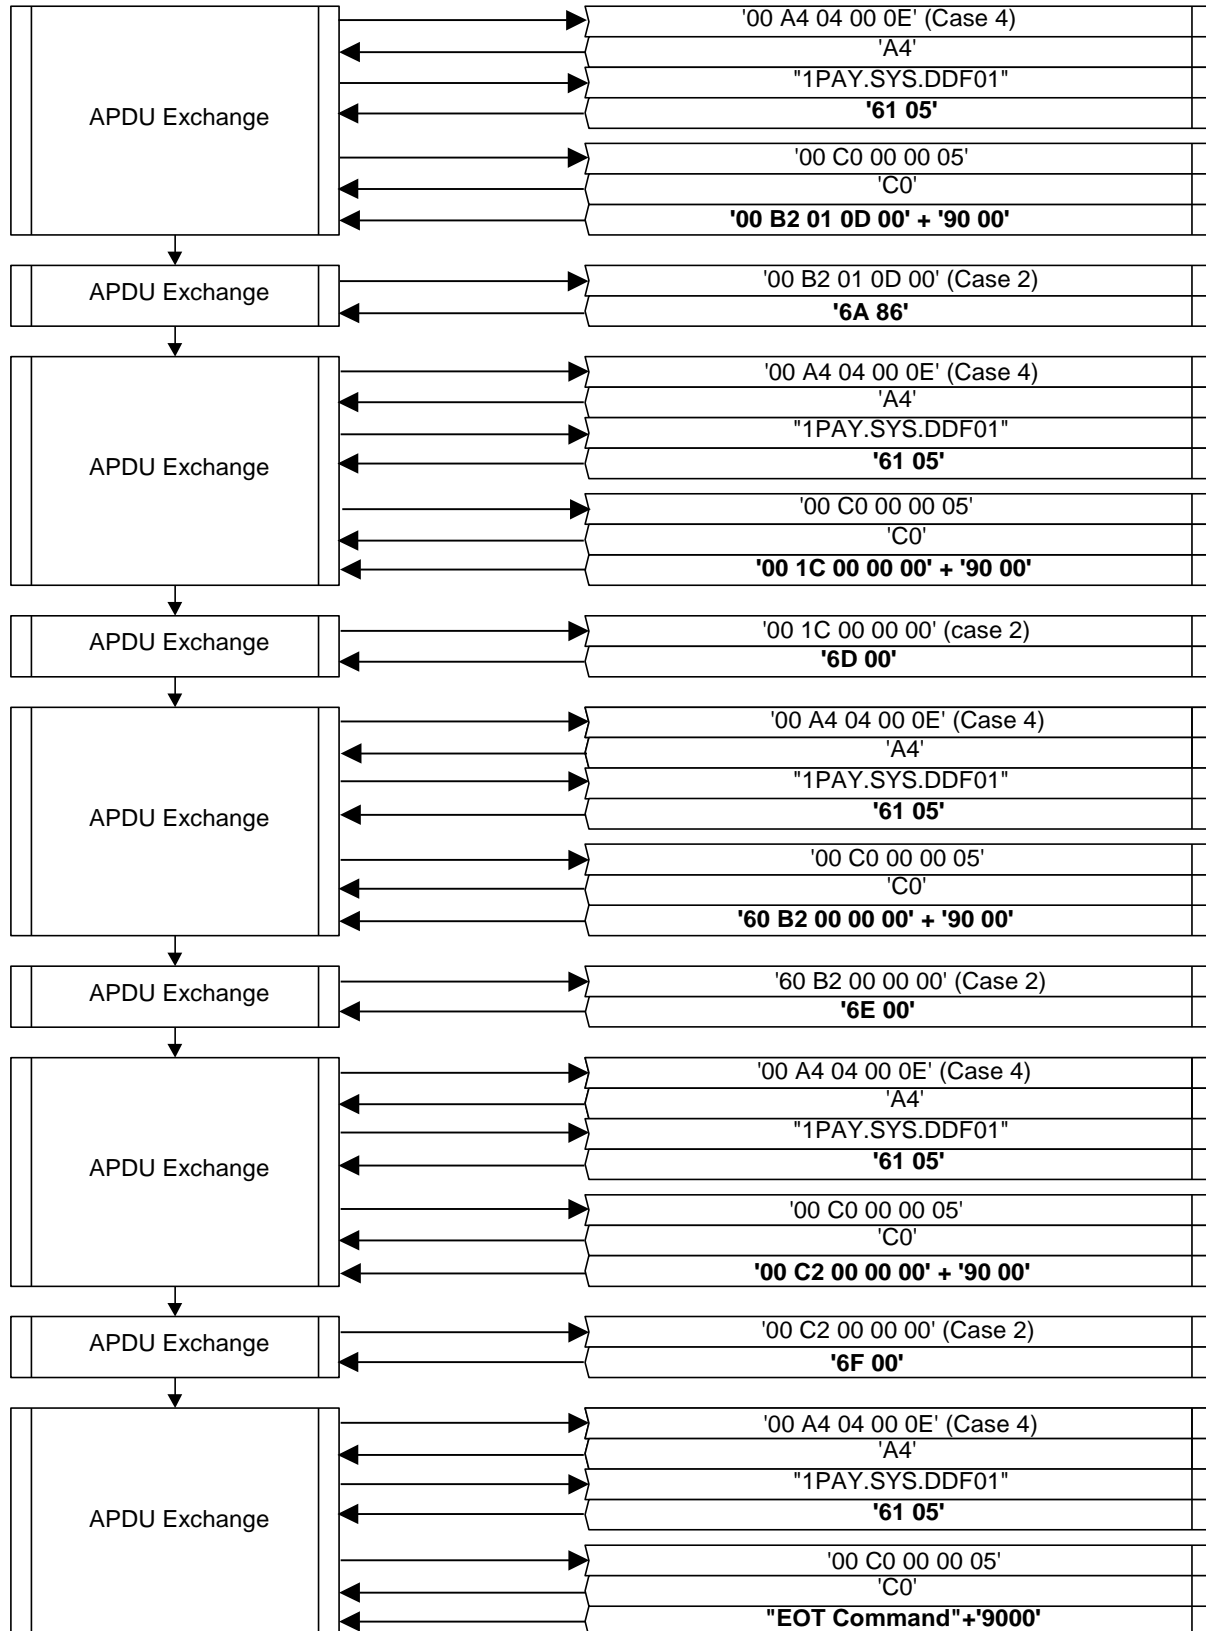 '00 A4 04 00 0E' (Case 4)
'A4'
"1PAY.SYS.DDF01"
APDU Exchange
'61 05'
'00 C0 00 00 05'
'C0'
'00 B2 01 0D 00' + '90 00'
APDU Exchange
'00 B2 01 0D 00' (Case 2)
'6A 86'
'00 A4 04 00 0E' (Case 4)
'A4'
"1PAY.SYS.DDF01"
APDU Exchange
'61 05'
'00 C0 00 00 05'
'C0'
'00 1C 00 00 00' + '90 00'
APDU Exchange
'00 1C 00 00 00' (case 2)
'6D 00'
'00 A4 04 00 0E' (Case 4)
'A4'
"1PAY.SYS.DDF01"
APDU Exchange
'61 05'
'00 C0 00 00 05'
'C0'
'60 B2 00 00 00' + '90 00'
APDU Exchange
'60 B2 00 00 00' (Case 2)
'6E 00'
'00 A4 04 00 0E' (Case 4)
'A4'
"1PAY.SYS.DDF01"
APDU Exchange
'61 05'
'00 C0 00 00 05'
'C0'
'00 C2 00 00 00' + '90 00'
APDU Exchange
'00 C2 00 00 00' (Case 2)
'6F 00'
'00 A4 04 00 0E' (Case 4)
'A4'
"1PAY.SYS.DDF01"
APDU Exchange
'61 05'
'00 C0 00 00 05'
'C0'
"EOT Command"+'9000'